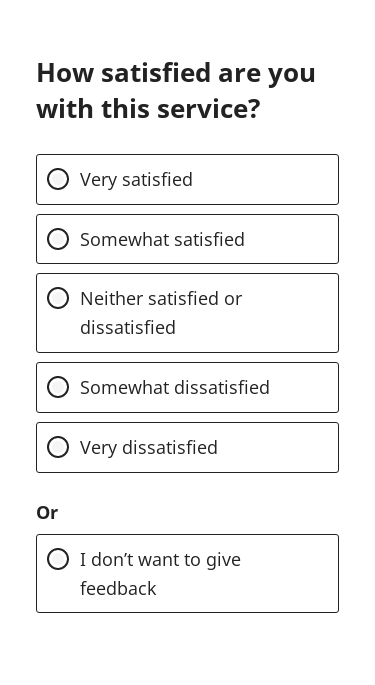 How satisfied are you
with this service?
Very satisfied
Somewhat satisfied
Neither satisfied or
dissatisfied
Somewhat dissatisfied
Very dissatisfied
Or
I don’t want to give
feedback